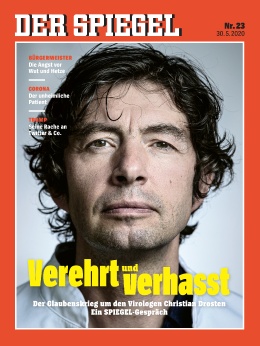 DER SPIEGEL
Nr. 23
30.5.2020
BÜRGERMEISTER
Die Angst vor
Wut und Hetze
CORONA
Der unheimliche
Patient
TRUMP
Seine Rache an
Twitter & Co.
Verehrt und
verhasst
Der Glaubenskrieg um den Virologen Christian Drosten
Ein SPIEGEL-Gespräch